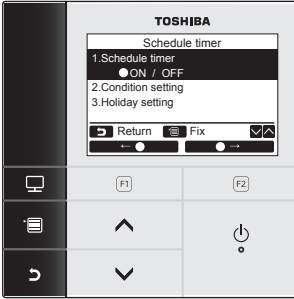 TOSHIBA
Schedule timer
1.Schedule timer
●ON / OFF
2.Condition setting
3.Holiday setting
Return Fix
← ● ● →
F1 F2